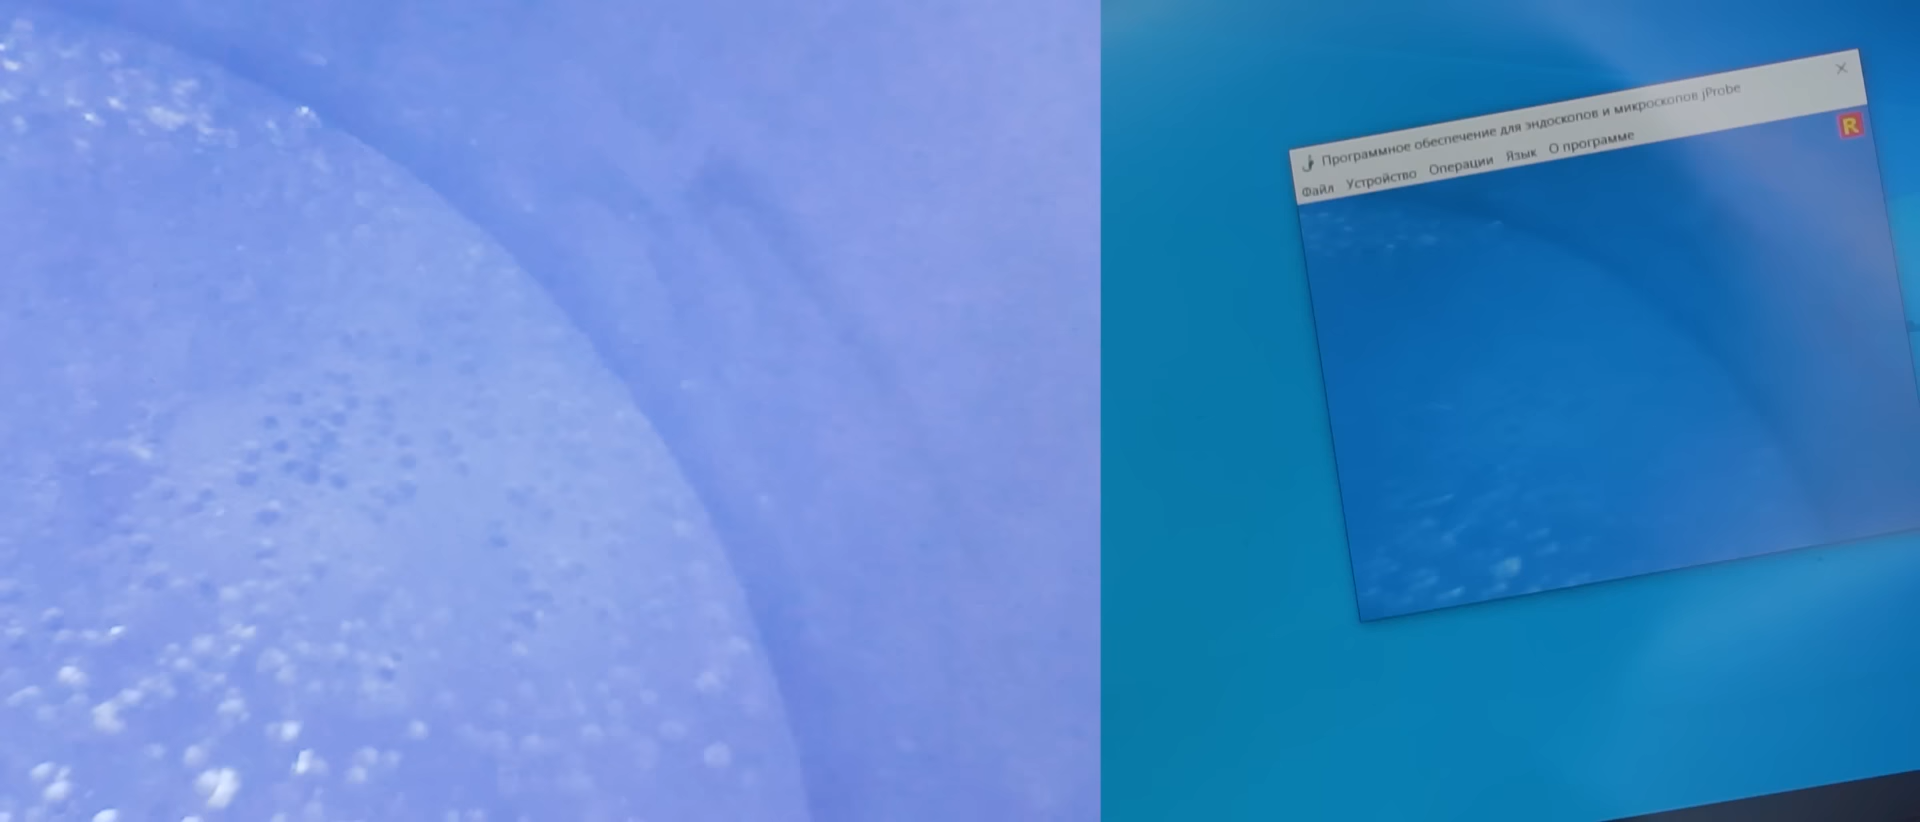 Программное обеспечение для эндоскопов и микроскопов jProbe
Файл Устройство Операции Язык О программе
R